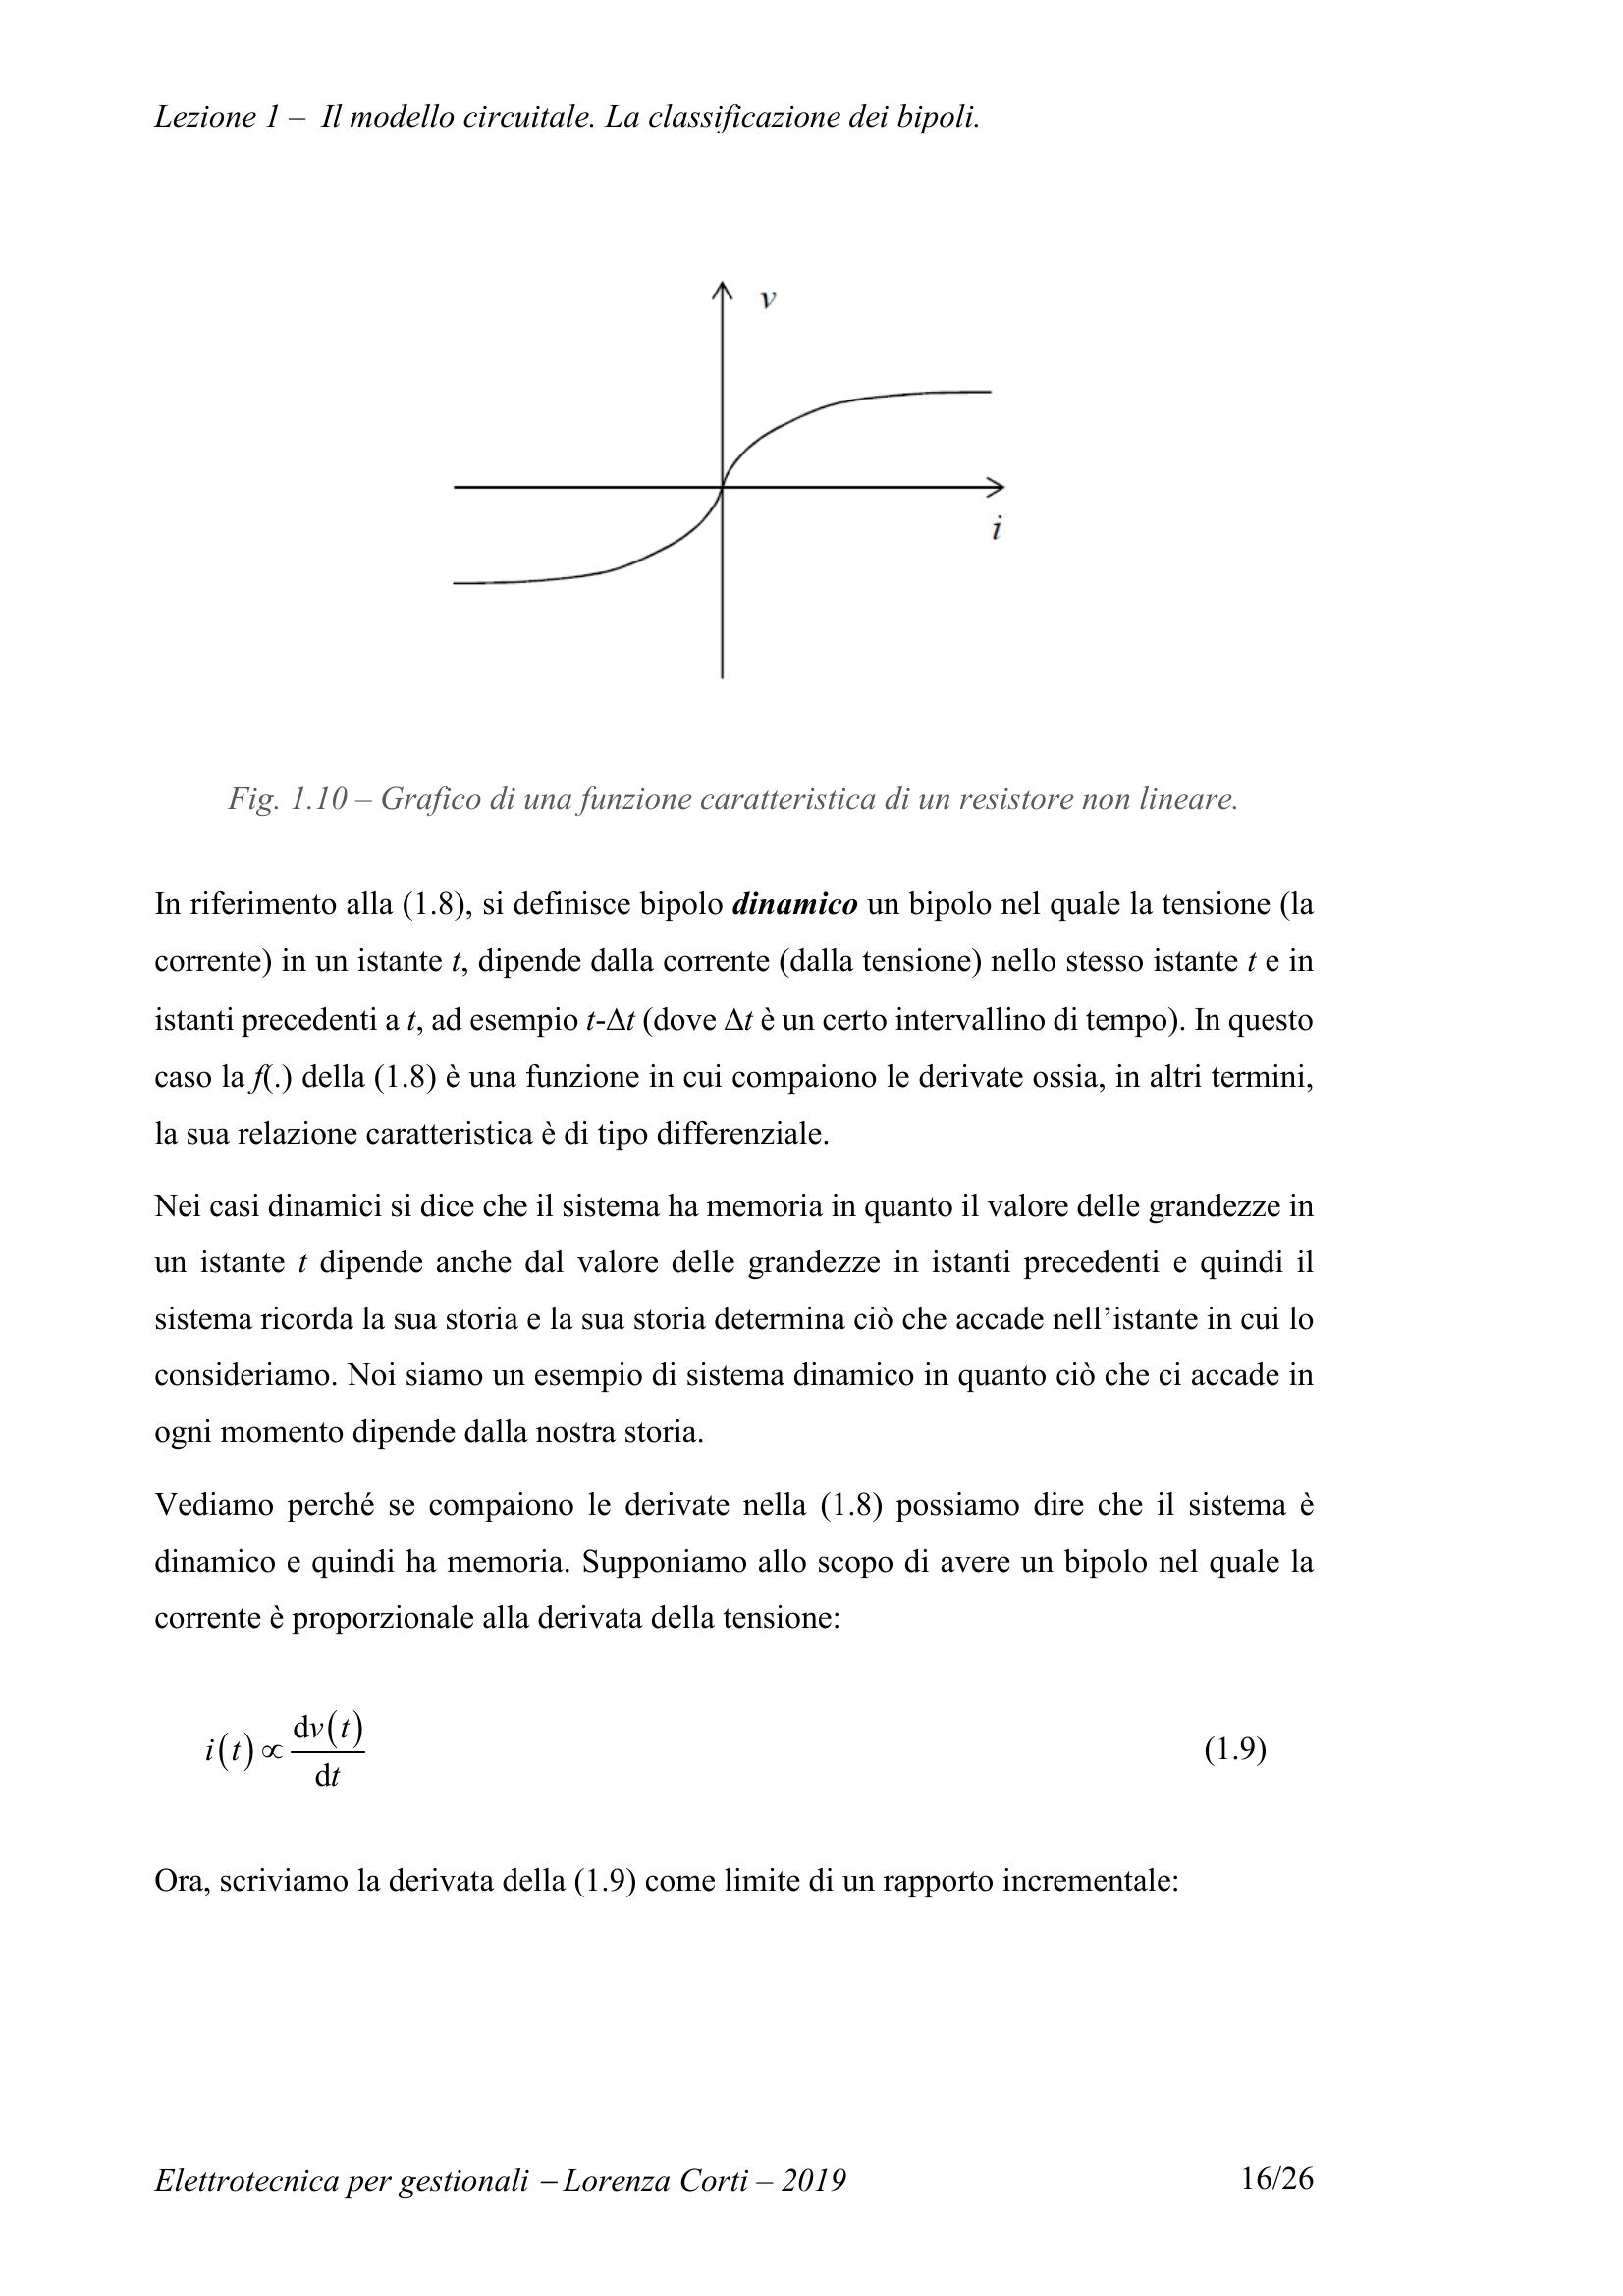 Lezione 1 – Il modello circuitale. La classificazione dei bipoli.
v
i
Fig. 1.10 – Grafico di una funzione caratteristica di un resistore non lineare.
In riferimento alla (1.8), si definisce bipolo dinamico un bipolo nel quale la tensione (la
corrente) in un istante t, dipende dalla corrente (dalla tensione) nello stesso istante t e in
istanti precedenti a t, ad esempio t-Δt (dove Δt è un certo intervallino di tempo). In questo
caso la f(.) della (1.8) è una funzione in cui compaiono le derivate ossia, in altri termini,
la sua relazione caratteristica è di tipo differenziale.
Nei casi dinamici si dice che il sistema ha memoria in quanto il valore delle grandezze in
un istante t dipende anche dal valore delle grandezze in istanti precedenti e quindi il
sistema ricorda la sua storia e la sua storia determina ciò che accade nell’istante in cui lo
consideriamo. Noi siamo un esempio di sistema dinamico in quanto ciò che ci accade in
ogni momento dipende dalla nostra storia.
Vediamo perché se compaiono le derivate nella (1.8) possiamo dire che il sistema è
dinamico e quindi ha memoria. Supponiamo allo scopo di avere un bipolo nel quale la
corrente è proporzionale alla derivata della tensione:
i(t) ∝ dv(t)/dt (1.9)
Ora, scriviamo la derivata della (1.9) come limite di un rapporto incrementale:
Elettrotecnica per gestionali – Lorenza Corti – 2019 16/26